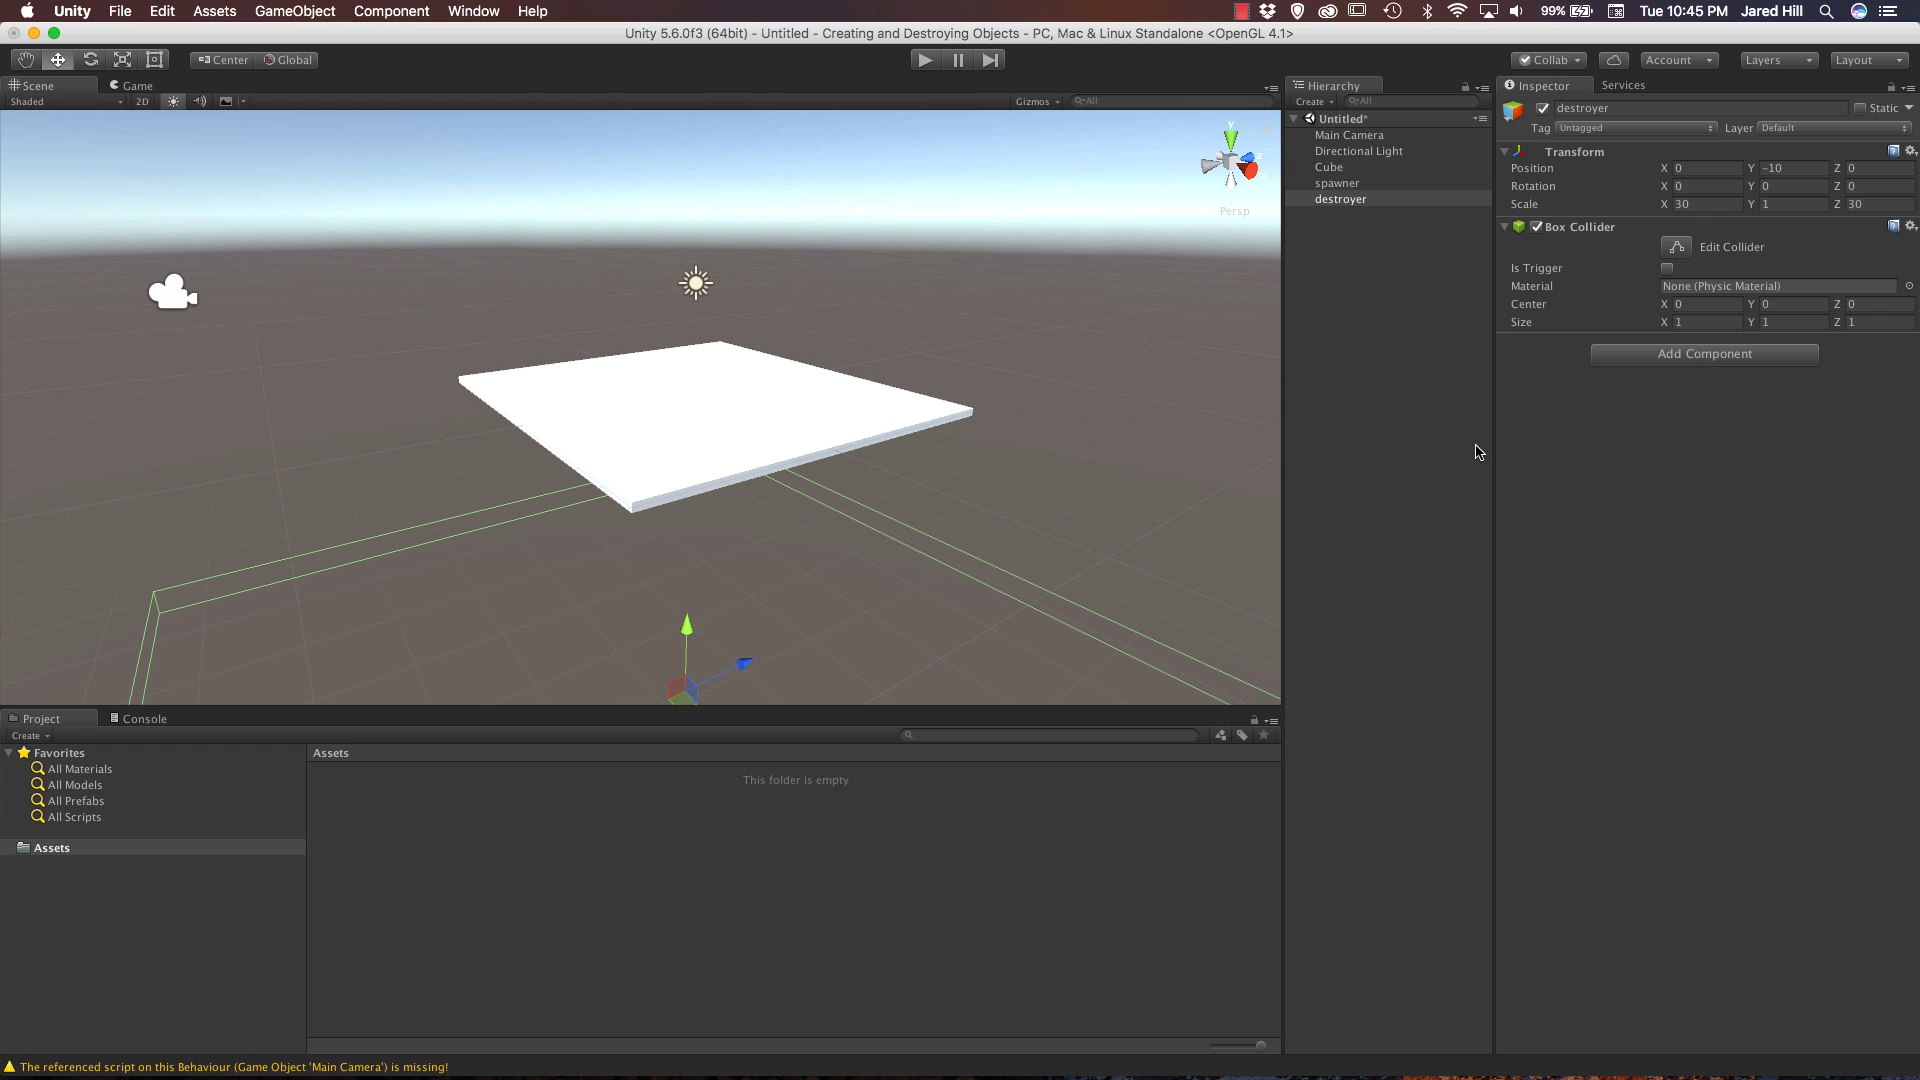 Unity File Edit Assets GameObject Component Window Help 99% Tue 10:45 PM Jared Hill
Unity 5.6.0f3 (64bit) - Untitled - Creating and Destroying Objects - PC, Mac & Linux Standalone <OpenGL 4.1>
Center Global Collab Account Layers Layout
Scene Game
Shaded 2D Gizmos All
y
x
Persp
Hierarchy
Create All
Untitled*
Main Camera
Directional Light
Cube
spawner
destroyer
Inspector Services
destroyer Static
Tag Untagged Layer Default
Transform
Position X 0 Y -10 Z 0
Rotation X 0 Y 0 Z 0
Scale X 30 Y 1 Z 30
Box Collider
Edit Collider
Is Trigger
Material None (Physic Material)
Center X 0 Y 0 Z 0
Size X 1 Y 1 Z 1
Add Component
Project Console
Create
Favorites
All Materials
All Models
All Prefabs
All Scripts
Assets
Assets
This folder is empty
The referenced script on this Behaviour (Game Object 'Main Camera') is missing!